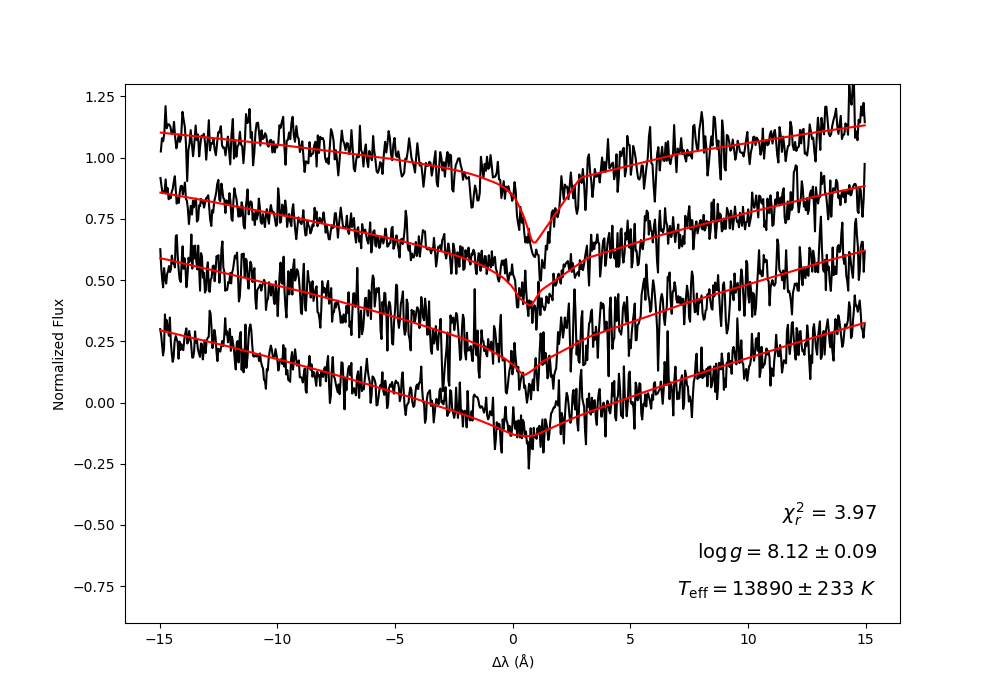 1.25
1.00
0.75
0.50
0.25
0.00
−0.25
−0.50
−0.75
Normalized Flux
χ²ᵣ = 3.97
log g = 8.12 ± 0.09
T_eff = 13890 ± 233 K
−15 −10 −5 0 5 10 15
Δλ (Å)